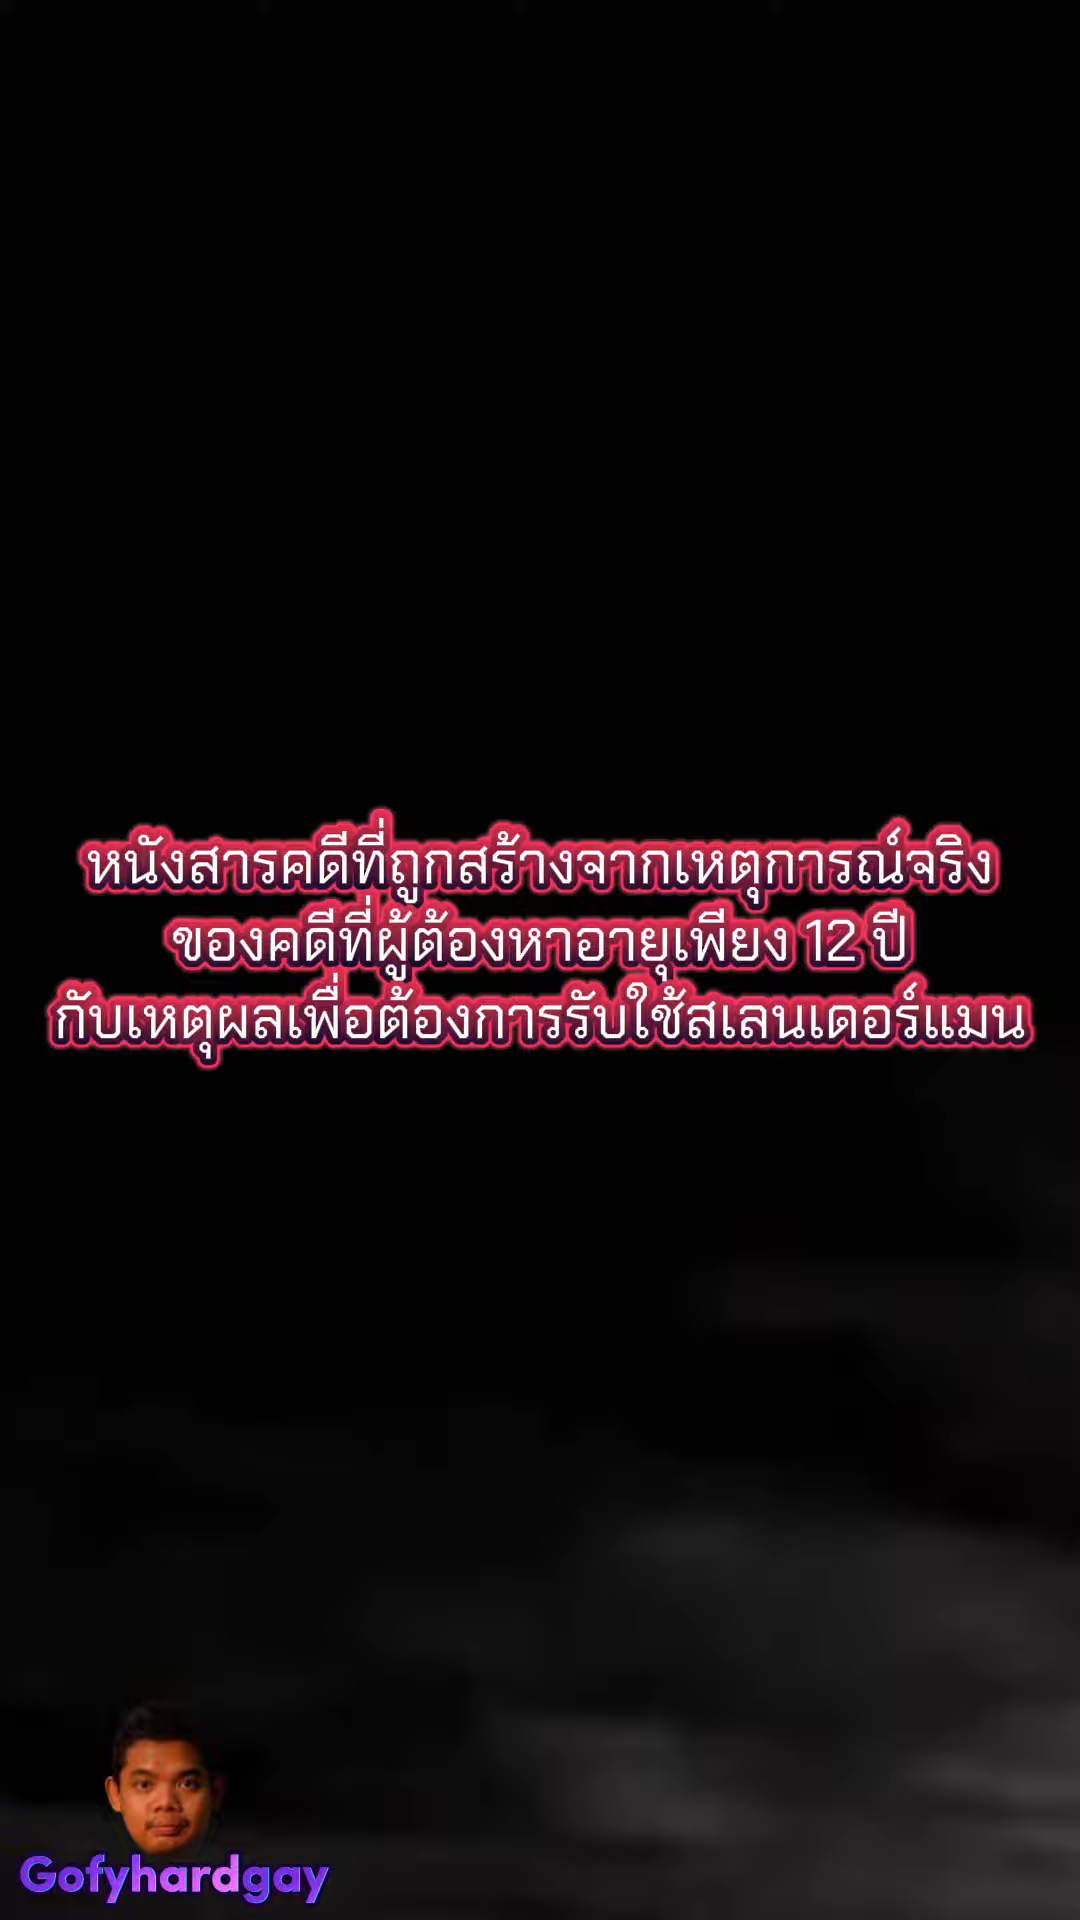 หนังสารคดีที่ถูกสร้างจากเหตุการณ์จริง
ของคดีที่ผู้ต้องหาอายุเพียง 12 ปี
กับเหตุผลเพื่อต้องการรับใช้สเลนเดอร์แมน
Gofyhardgay